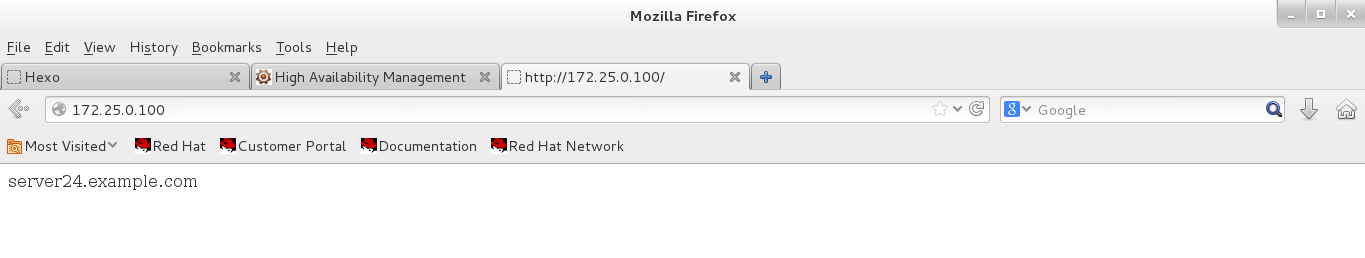 Mozilla Firefox
File Edit View History Bookmarks Tools Help
Hexo High Availability Management http://172.25.0.100/
172.25.0.100 8 Google
Most Visited Red Hat Customer Portal Documentation Red Hat Network
server24.example.com